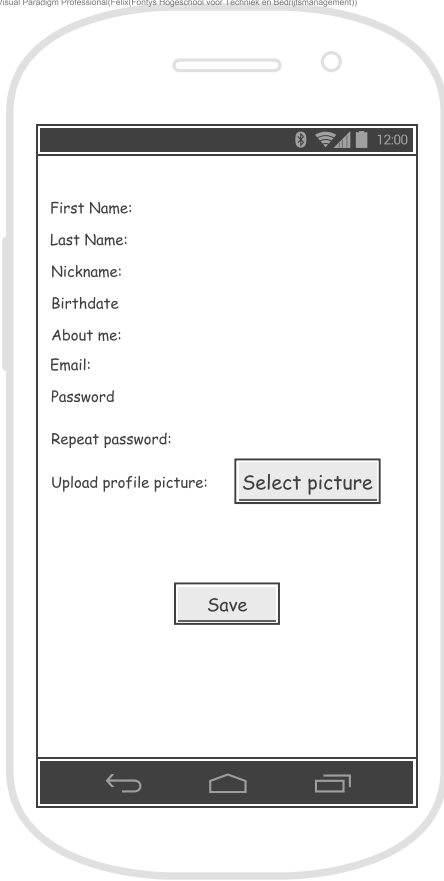 Visual Paradigm Professional(Felix(Fontys Hogeschool voor Techniek en Bedrijfsmanagement))
12:00
First Name:
Last Name:
Nickname:
Birthdate
About me:
Email:
Password
Repeat password:
Upload profile picture: Select picture
Save